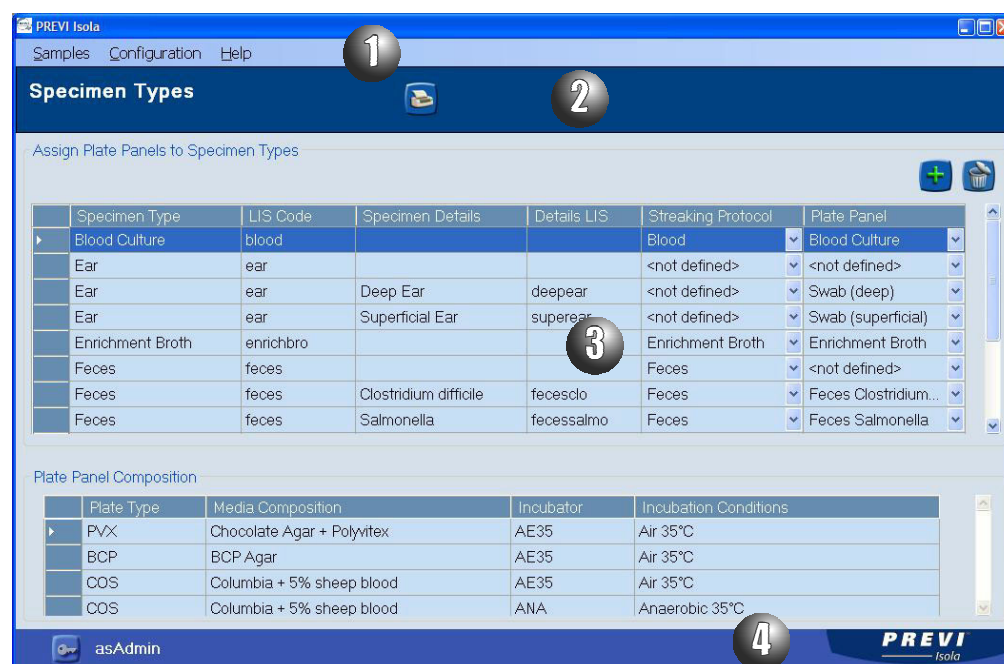 PREVI Isola
Samples Configuration Help
1
Specimen Types
2
Assign Plate Panels to Specimen Types
Specimen Type LIS Code Specimen Details Details LIS Streaking Protocol Plate Panel
Blood Culture blood Blood Blood Culture
Ear ear <not defined> <not defined>
Ear ear Deep Ear deepear <not defined> Swab (deep)
Ear ear Superficial Ear superear <not defined> Swab (superficial)
3
Enrichment Broth enrichbro Enrichment Broth Enrichment Broth
Feces feces Feces <not defined>
Feces feces Clostridium difficile fecesclo Feces Feces Clostridium...
Feces feces Salmonella fecessalmo Feces Feces Salmonella
Plate Panel Composition
Plate Type Media Composition Incubator Incubation Conditions
PVX Chocolate Agar + Polyvitex AE35 Air 35°C
BCP BCP Agar AE35 Air 35°C
COS Columbia + 5% sheep blood AE35 Air 35°C
COS Columbia + 5% sheep blood ANA Anaerobic 35°C
4
asAdmin
PREVI
Isola